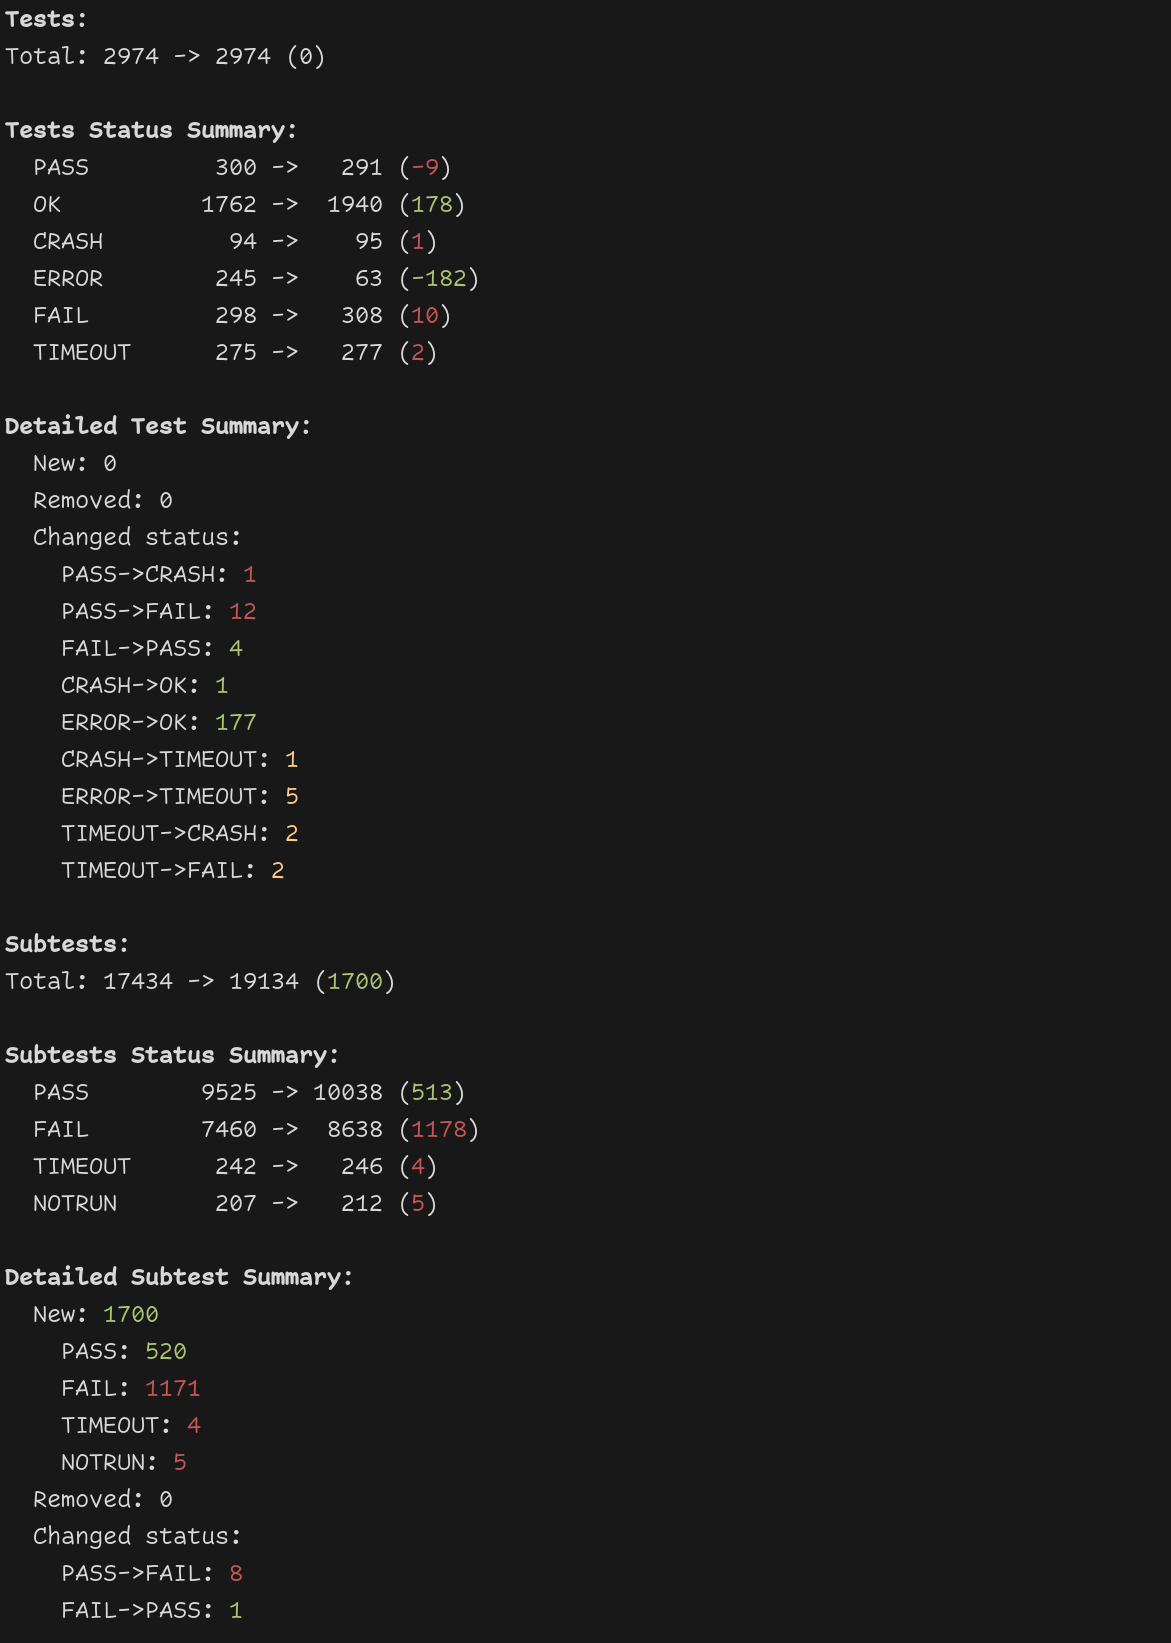 Tests:
Total: 2974 -> 2974 (0)
Tests Status Summary:
PASS 300 -> 291 (-9)
OK 1762 -> 1940 (178)
CRASH 94 -> 95 (1)
ERROR 245 -> 63 (-182)
FAIL 298 -> 308 (10)
TIMEOUT 275 -> 277 (2)
Detailed Test Summary:
New: 0
Removed: 0
Changed status:
PASS->CRASH: 1
PASS->FAIL: 12
FAIL->PASS: 4
CRASH->OK: 1
ERROR->OK: 177
CRASH->TIMEOUT: 1
ERROR->TIMEOUT: 5
TIMEOUT->CRASH: 2
TIMEOUT->FAIL: 2
Subtests:
Total: 17434 -> 19134 (1700)
Subtests Status Summary:
PASS 9525 -> 10038 (513)
FAIL 7460 -> 8638 (1178)
TIMEOUT 242 -> 246 (4)
NOTRUN 207 -> 212 (5)
Detailed Subtest Summary:
New: 1700
PASS: 520
FAIL: 1171
TIMEOUT: 4
NOTRUN: 5
Removed: 0
Changed status:
PASS->FAIL: 8
FAIL->PASS: 1